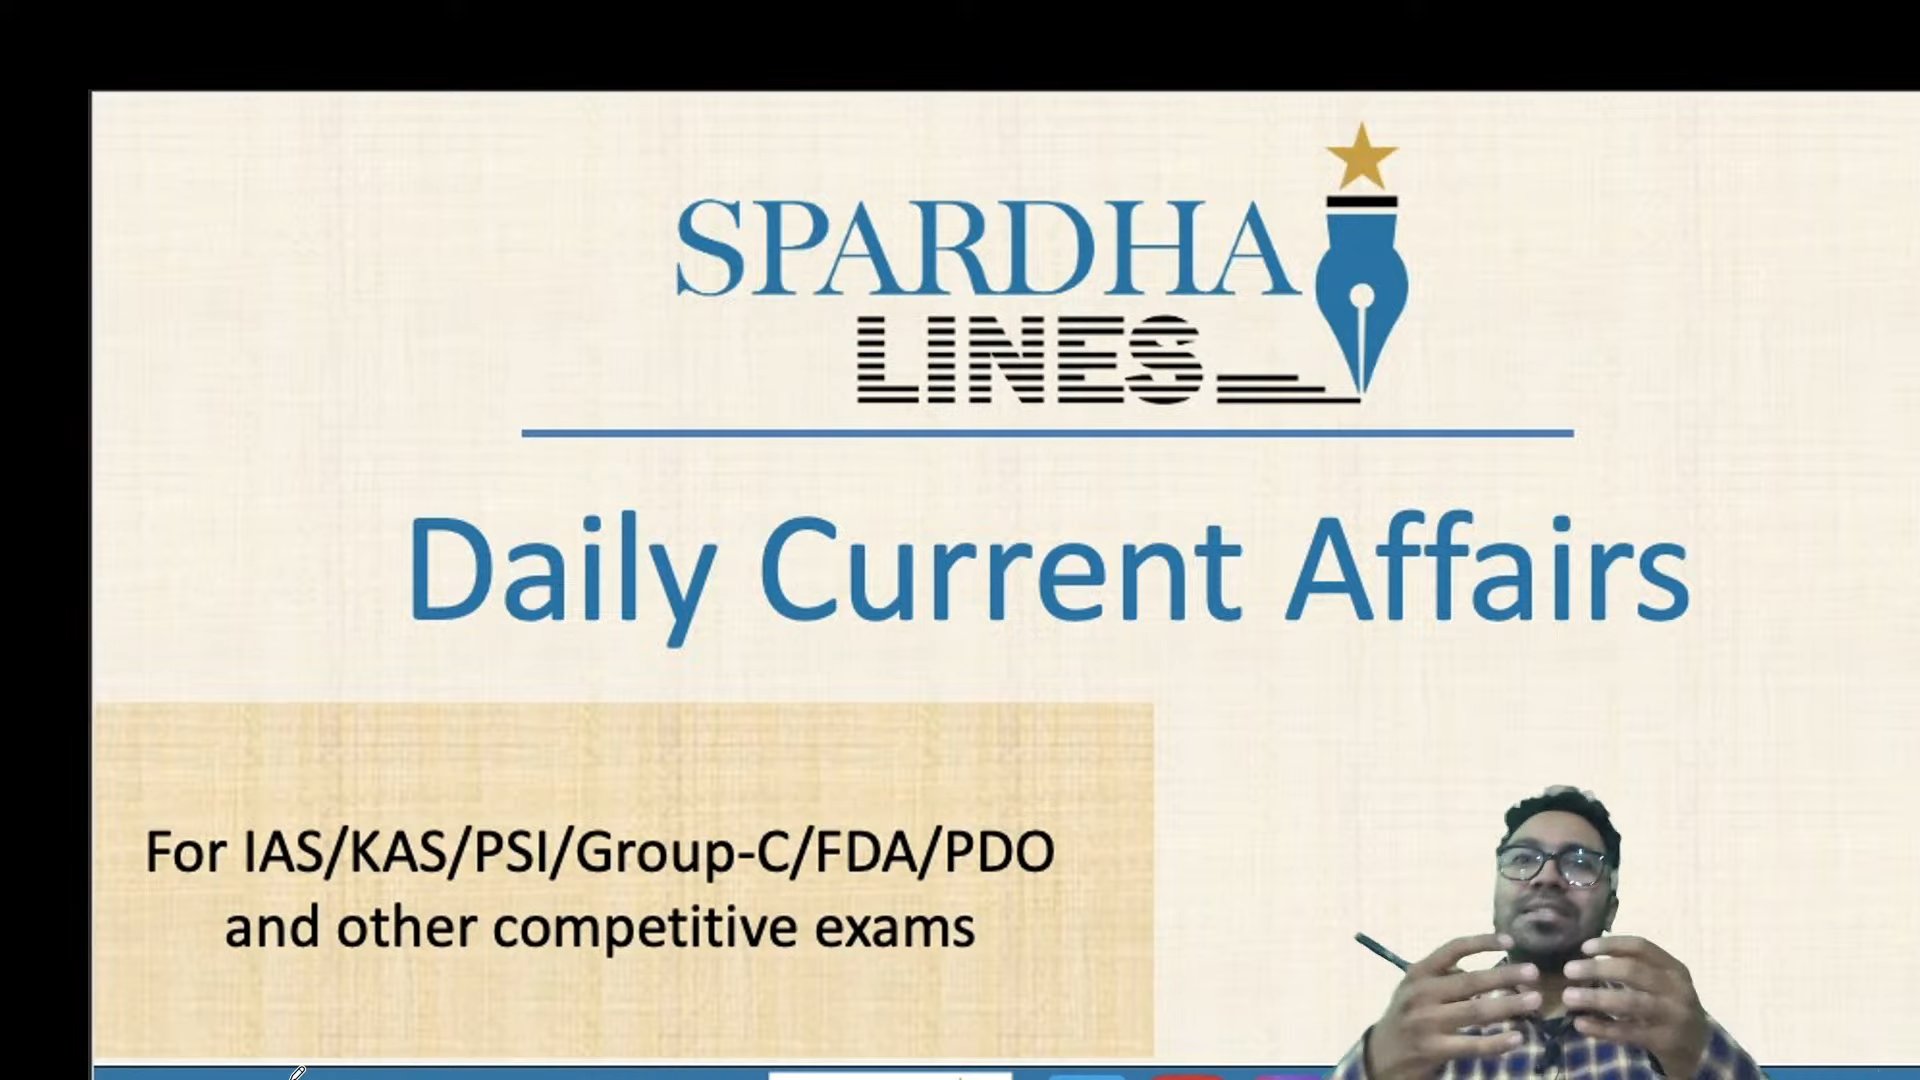 SPARDHA
LINES
Daily Current Affairs
For IAS/KAS/PSI/Group-C/FDA/PDO
and other competitive exams